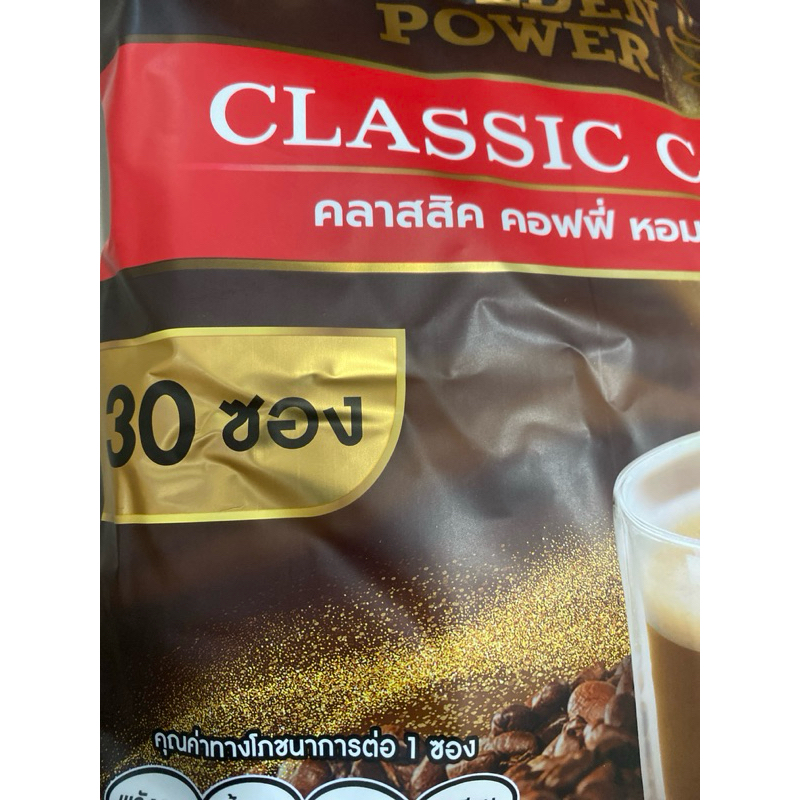 POWER
CLASSIC C
คลาสสิค คอฟฟี่ หอม
30 ซอง
คุณค่าทางโภชนาการต่อ 1 ซอง